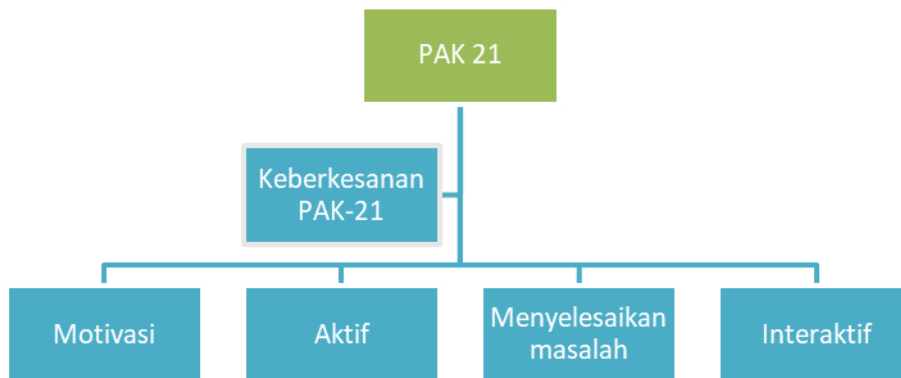 PAK 21
Keberkesanan
PAK-21
Motivasi
Aktif
Menyelesaikan
masalah
Interaktif